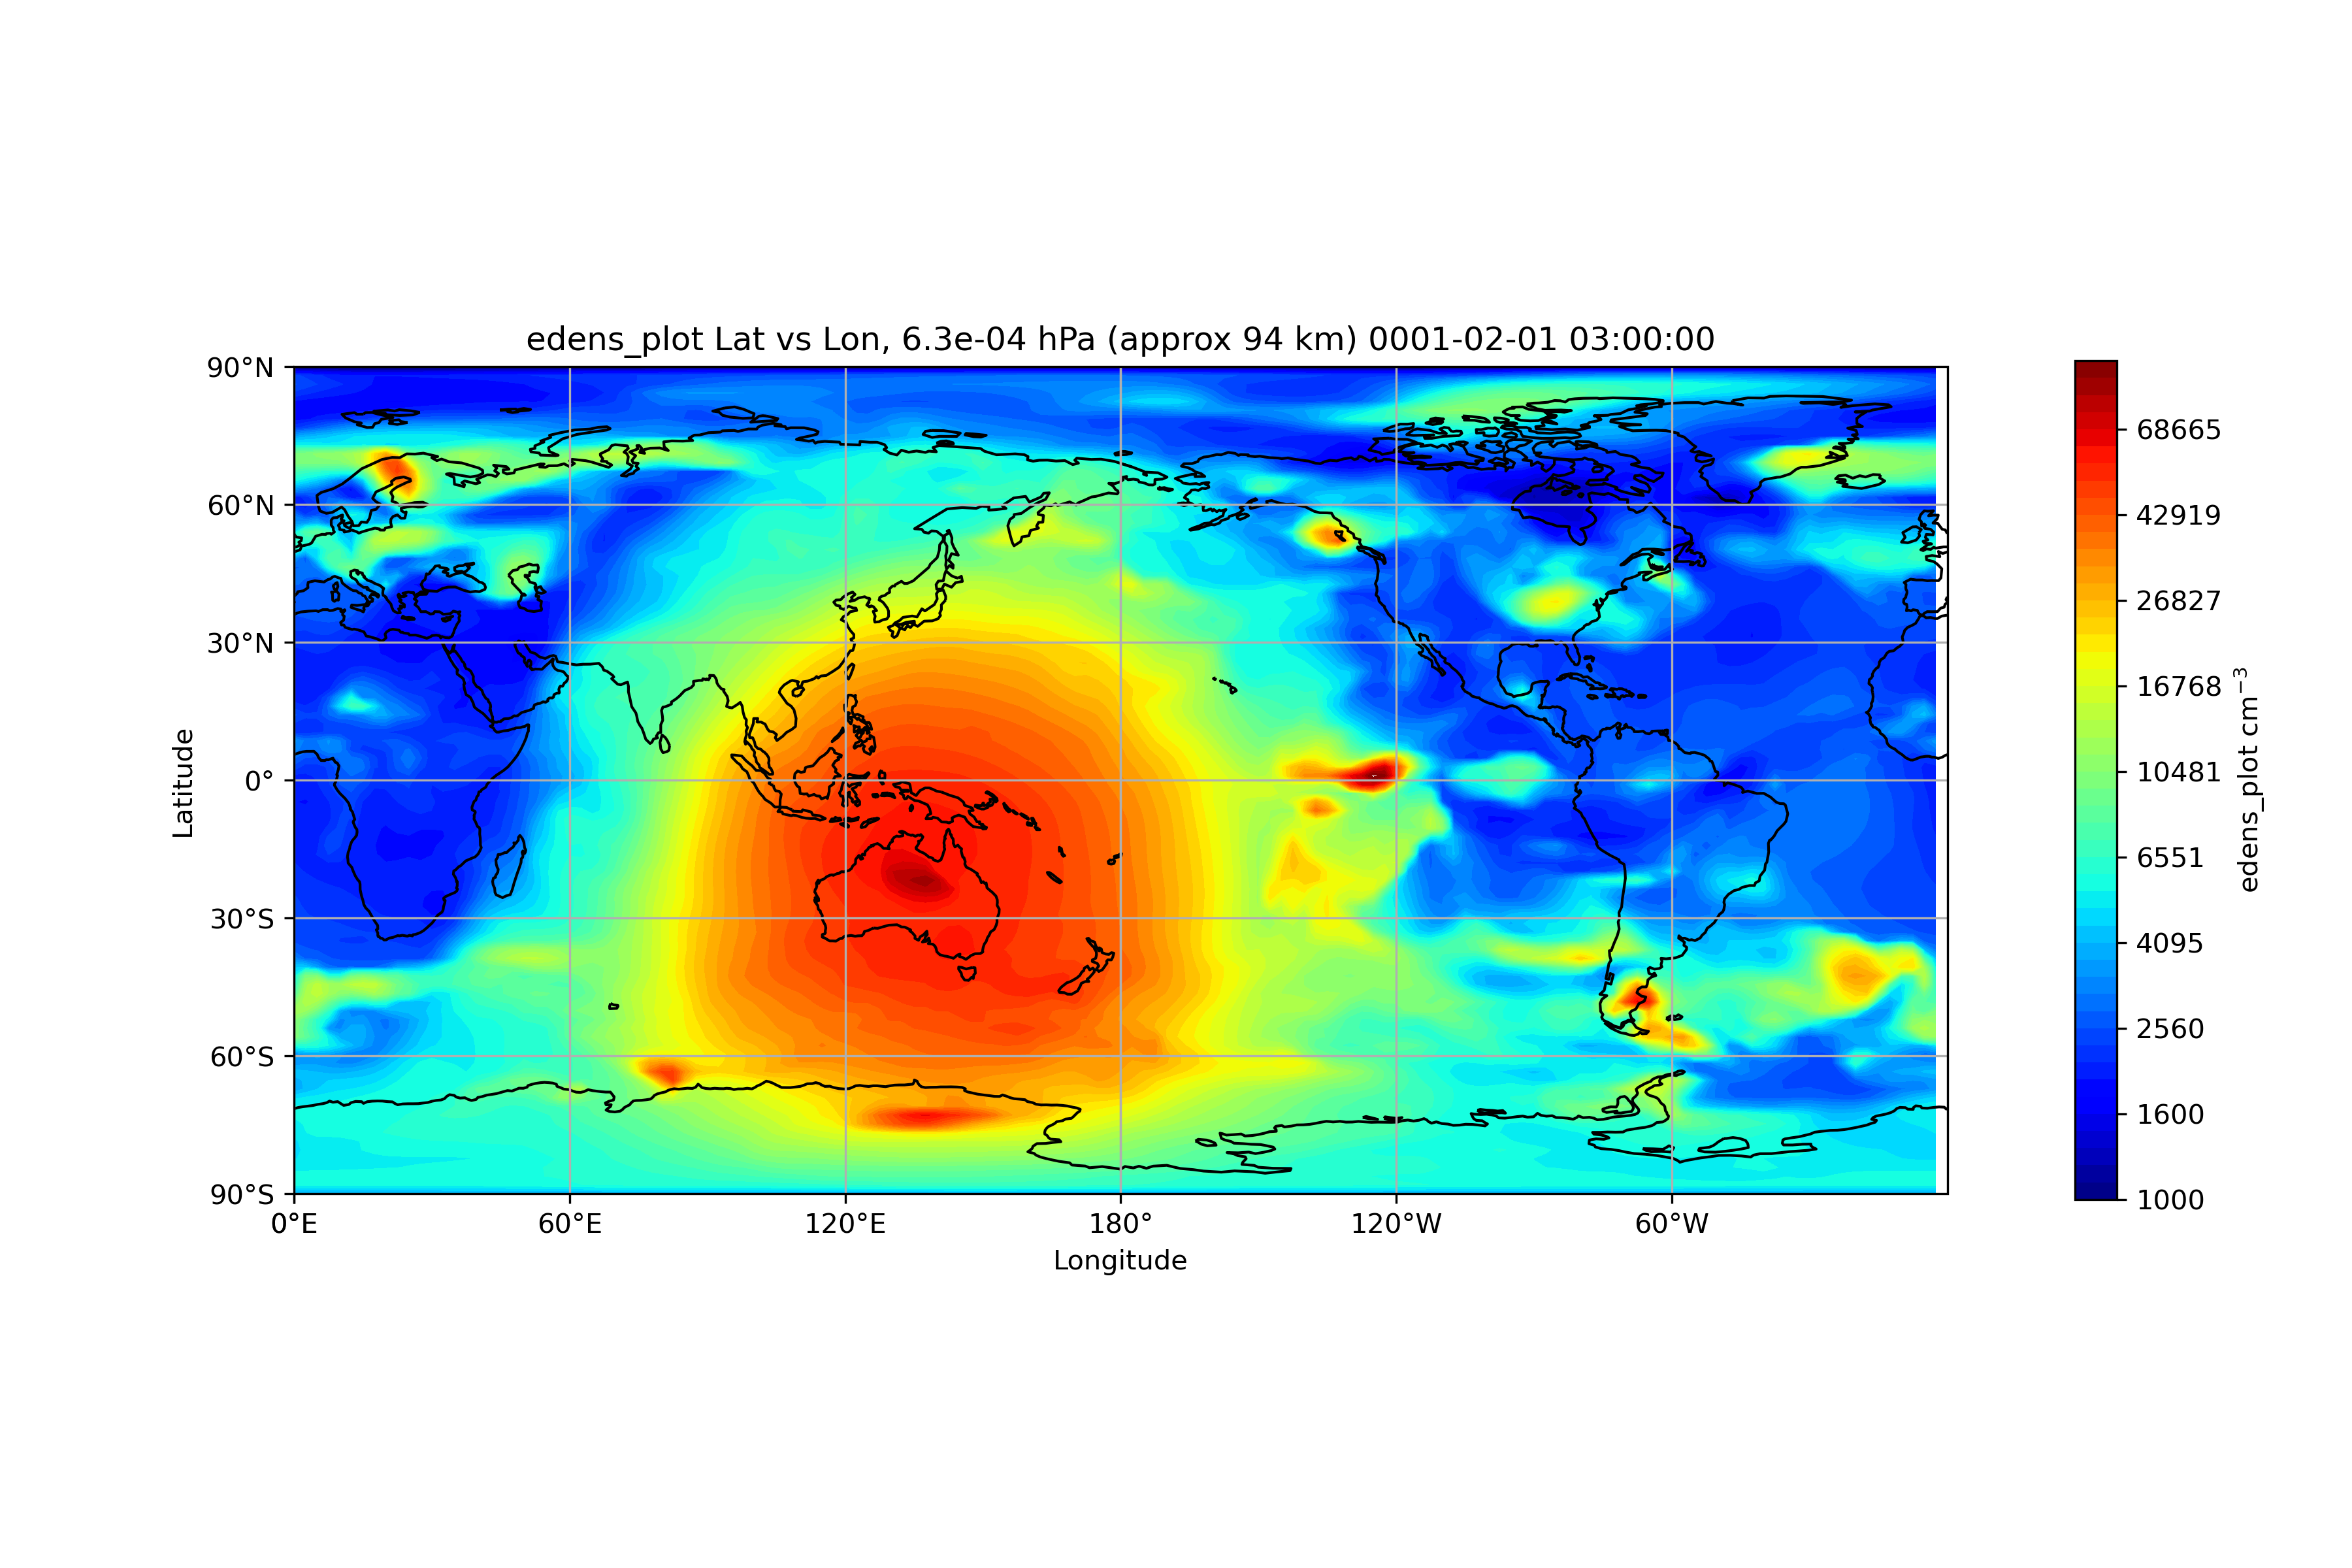 edens_plot Lat vs Lon, 6.3e-04 hPa (approx 94 km) 0001-02-01 03:00:00
90°N
60°N
30°N
0°
30°S
60°S
90°S
Latitude
0°E
60°E
120°E
180°
120°W
60°W
Longitude
68665
42919
26827
16768
10481
6551
4095
2560
1600
1000
edens_plot cm⁻³